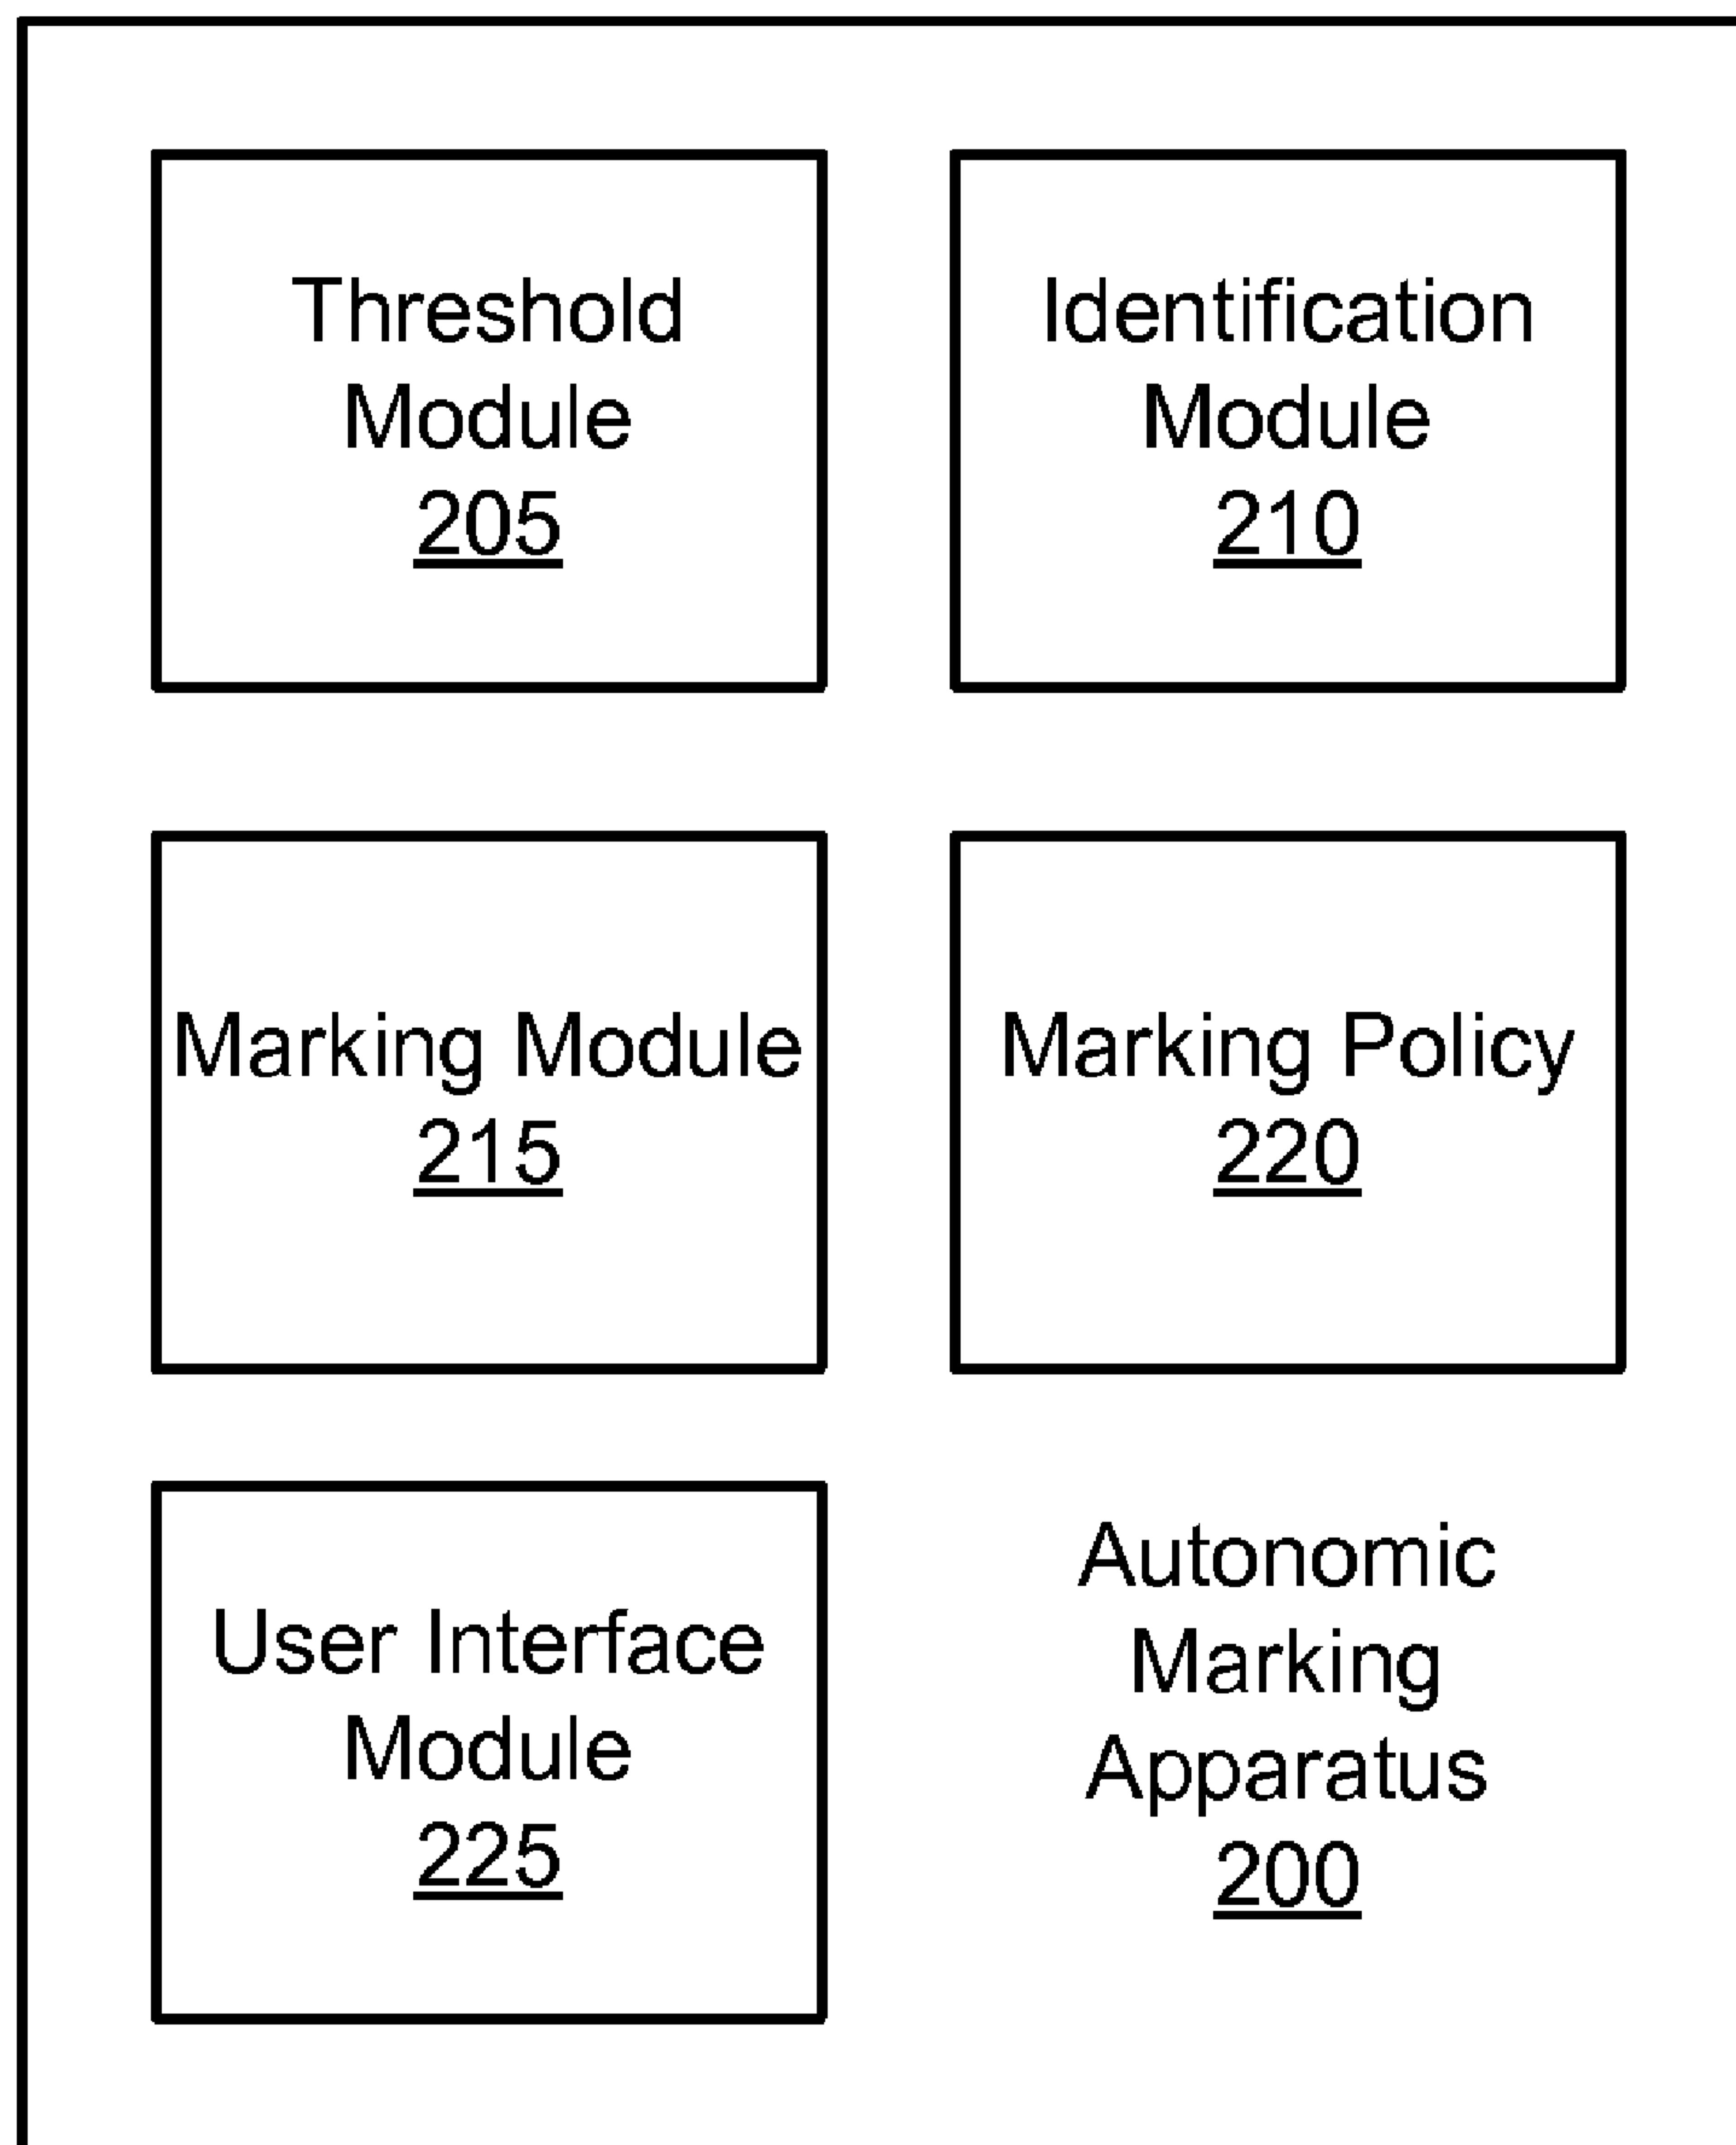 Threshold
Module
205
Identification
Module
210
Marking Module
215
Marking Policy
220
User Interface
Module
225
Autonomic
Marking
Apparatus
200